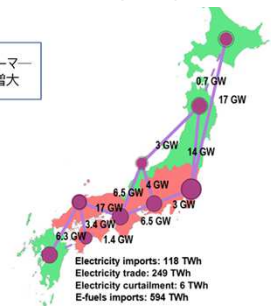 ーマー
増大
0.7 GW
17 GW
3 GW
14 GW
4 GW
6.5 GW
3 GW
17 GW
6.5 GW
3.4 GW
6.3 GW
1.4 GW
Electricity imports: 118 TWh
Electricity trade: 249 TWh
Electricity curtailment: 6 TWh
E-fuels imports: 594 TWh